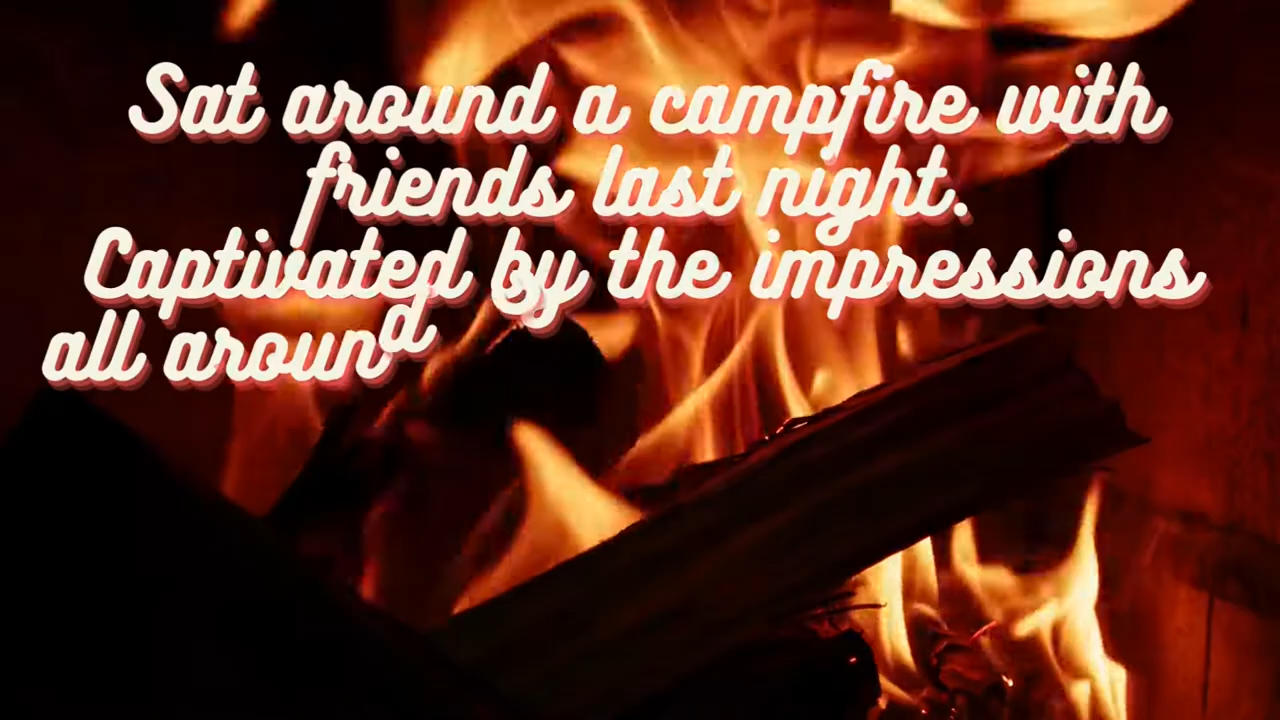 Sat around a campfire with
friends last night.
Captivated by the impressions
all around